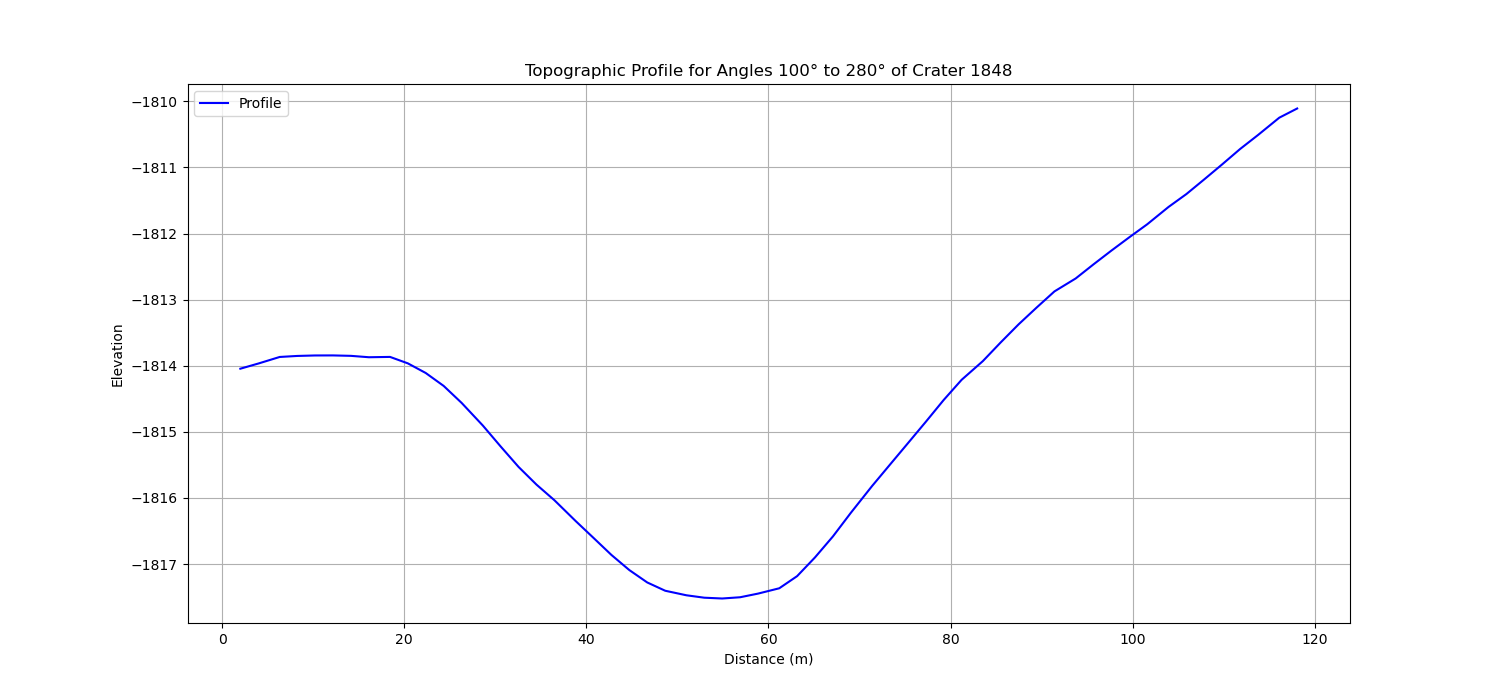 Topographic Profile for Angles 100° to 280° of Crater 1848
Profile
−1810
−1811
−1812
−1813
−1814
−1815
−1816
−1817
Elevation
0 20 40 60 80 100 120
Distance (m)